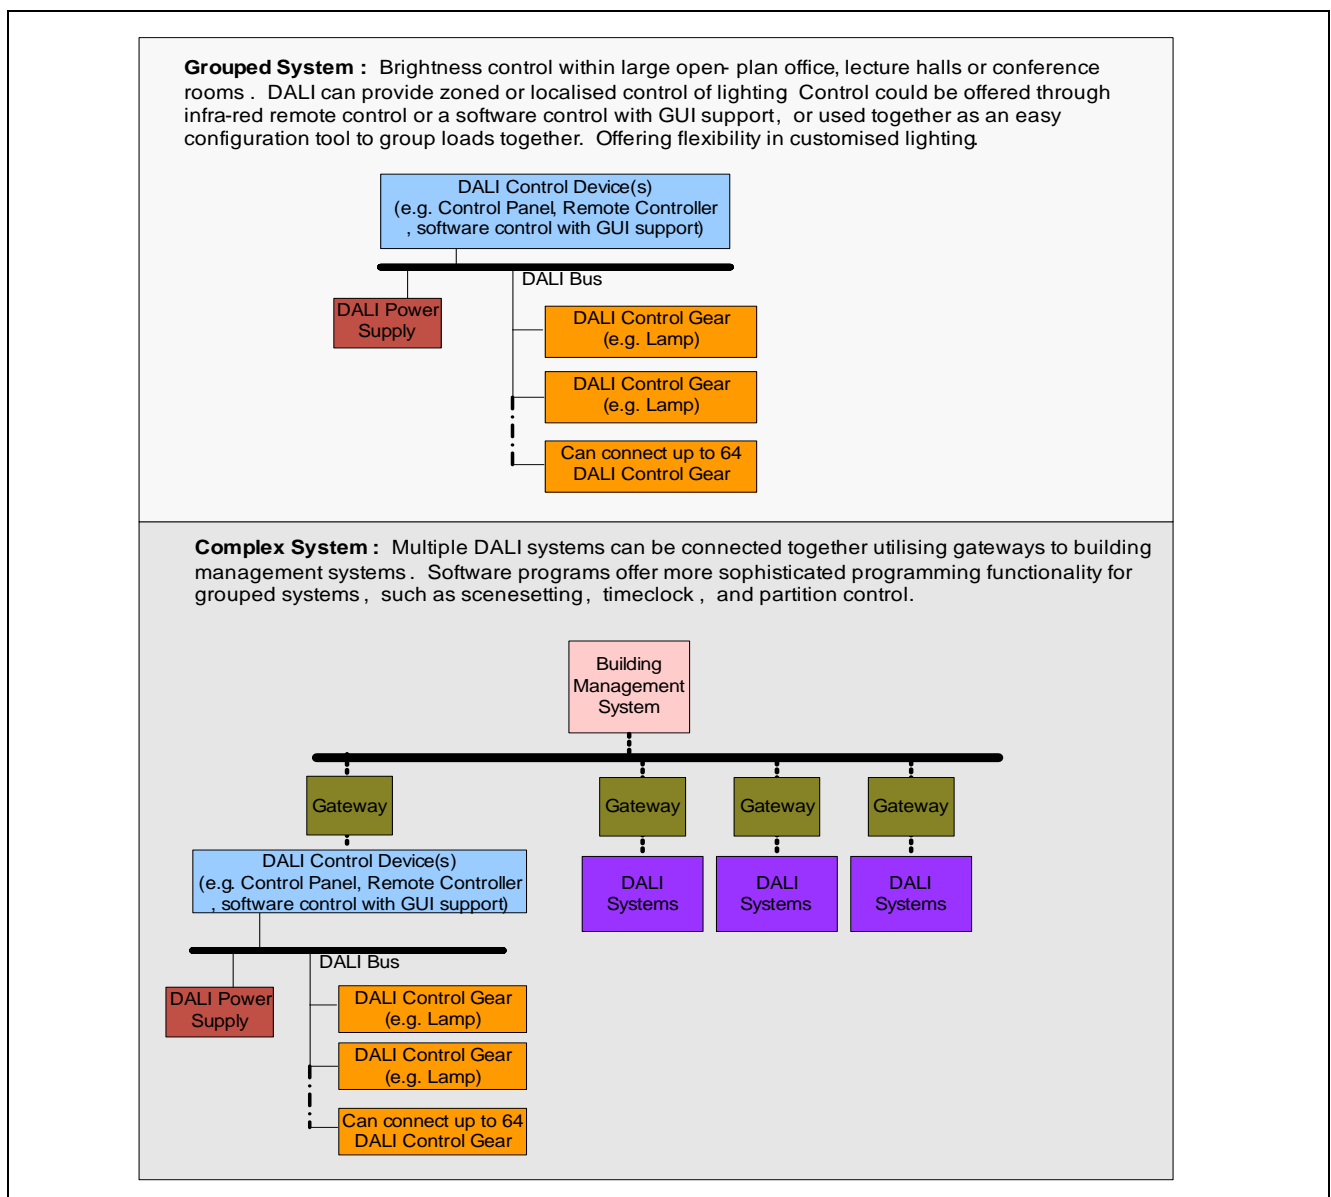 Grouped System : Brightness control within large open- plan office, lecture halls or conference
rooms . DALI can provide zoned or localised control of lighting Control could be offered through
infra-red remote control or a software control with GUI support , or used together as an easy
configuration tool to group loads together. Offering flexibility in customised lighting.
DALI Control Device(s)
(e.g. Control Panel, Remote Controller
, software control with GUI support)
DALI Bus
DALI Power
Supply
DALI Control Gear
(e.g. Lamp)
DALI Control Gear
(e.g. Lamp)
Can connect up to 64
DALI Control Gear
Complex System : Multiple DALI systems can be connected together utilising gateways to building
management systems . Software programs offer more sophisticated programming functionality for
grouped systems , such as scenesetting , timeclock , and partition control.
Building
Management
System
Gateway
Gateway
Gateway
Gateway
DALI Control Device(s)
(e.g. Control Panel, Remote Controller
, software control with GUI support)
DALI
Systems
DALI
Systems
DALI
Systems
DALI Bus
DALI Power
Supply
DALI Control Gear
(e.g. Lamp)
DALI Control Gear
(e.g. Lamp)
Can connect up to 64
DALI Control Gear